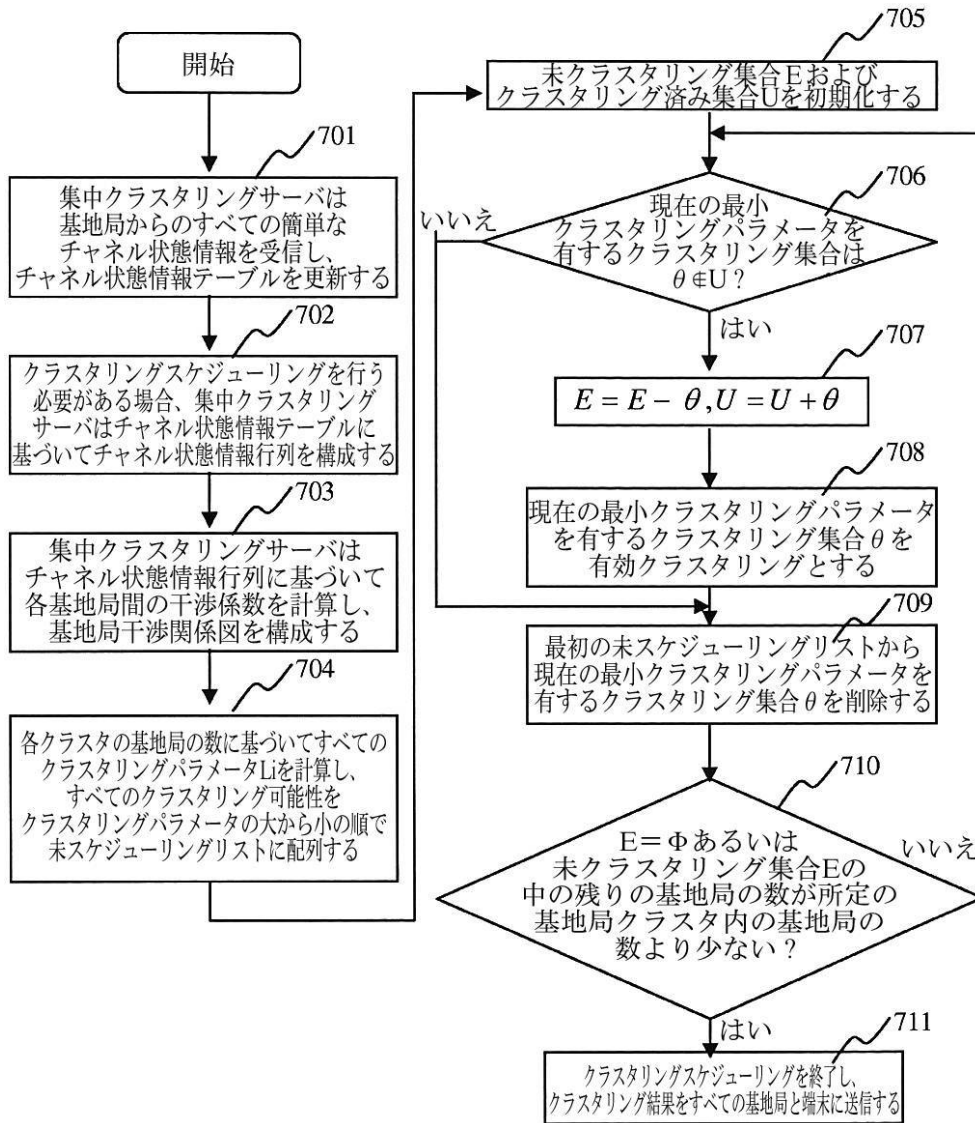 開始
701
集中クラスタリングサーバは
基地局からのすべての簡単な
チャネル状態情報を受信し、
チャネル状態情報テーブルを更新する
702
クラスタリングスケジューリングを行う
必要がある場合、集中クラスタリング
サーバはチャネル状態情報テーブルに
基づいてチャネル状態情報行列を構成する
703
集中クラスタリングサーバは
チャネル状態情報行列に基づいて
各基地局間の干渉係数を計算し、
基地局干渉関係図を構成する
704
各クラスタの基地局の数に基づいてすべての
クラスタリングパラメータLiを計算し、
すべてのクラスタリング可能性を
クラスタリングパラメータの大から小の順で
未スケジューリングリストに配列する
705
未クラスタリング集合Eおよび
クラスタリング済み集合Uを初期化する
706
現在の最小
クラスタリングパラメータを
有するクラスタリング集合は
θ∉U?
いいえ
はい
707
E = E − θ, U = U + θ
708
現在の最小クラスタリングパラメータ
を有するクラスタリング集合θを
有効クラスタリングとする
709
最初の未スケジューリングリストから
現在の最小クラスタリングパラメータを
有するクラスタリング集合θを削除する
710
E=Φあるいは
未クラスタリング集合Eの
中の残りの基地局の数が所定の
基地局クラスタ内の基地局の
数より少ない?
いいえ
はい
711
クラスタリングスケジューリングを終了し、
クラスタリング結果をすべての基地局と端末に送信する